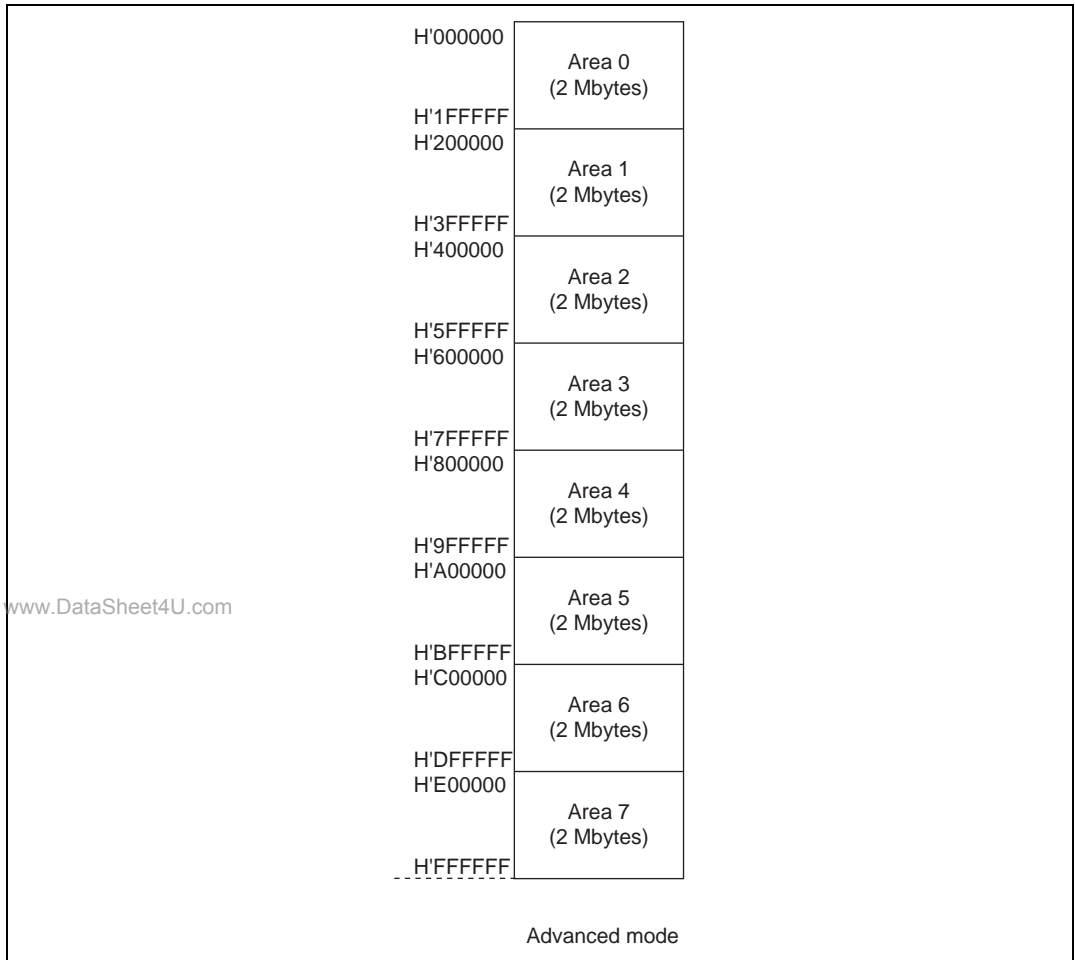 H'000000
Area 0
(2 Mbytes)
H'1FFFFF
H'200000
Area 1
(2 Mbytes)
H'3FFFFF
H'400000
Area 2
(2 Mbytes)
H'5FFFFF
H'600000
Area 3
(2 Mbytes)
H'7FFFFF
H'800000
Area 4
(2 Mbytes)
H'9FFFFF
H'A00000
Area 5
(2 Mbytes)
www.DataSheet4U.com
H'BFFFFF
H'C00000
Area 6
(2 Mbytes)
H'DFFFFF
H'E00000
Area 7
(2 Mbytes)
H'FFFFFF
Advanced mode